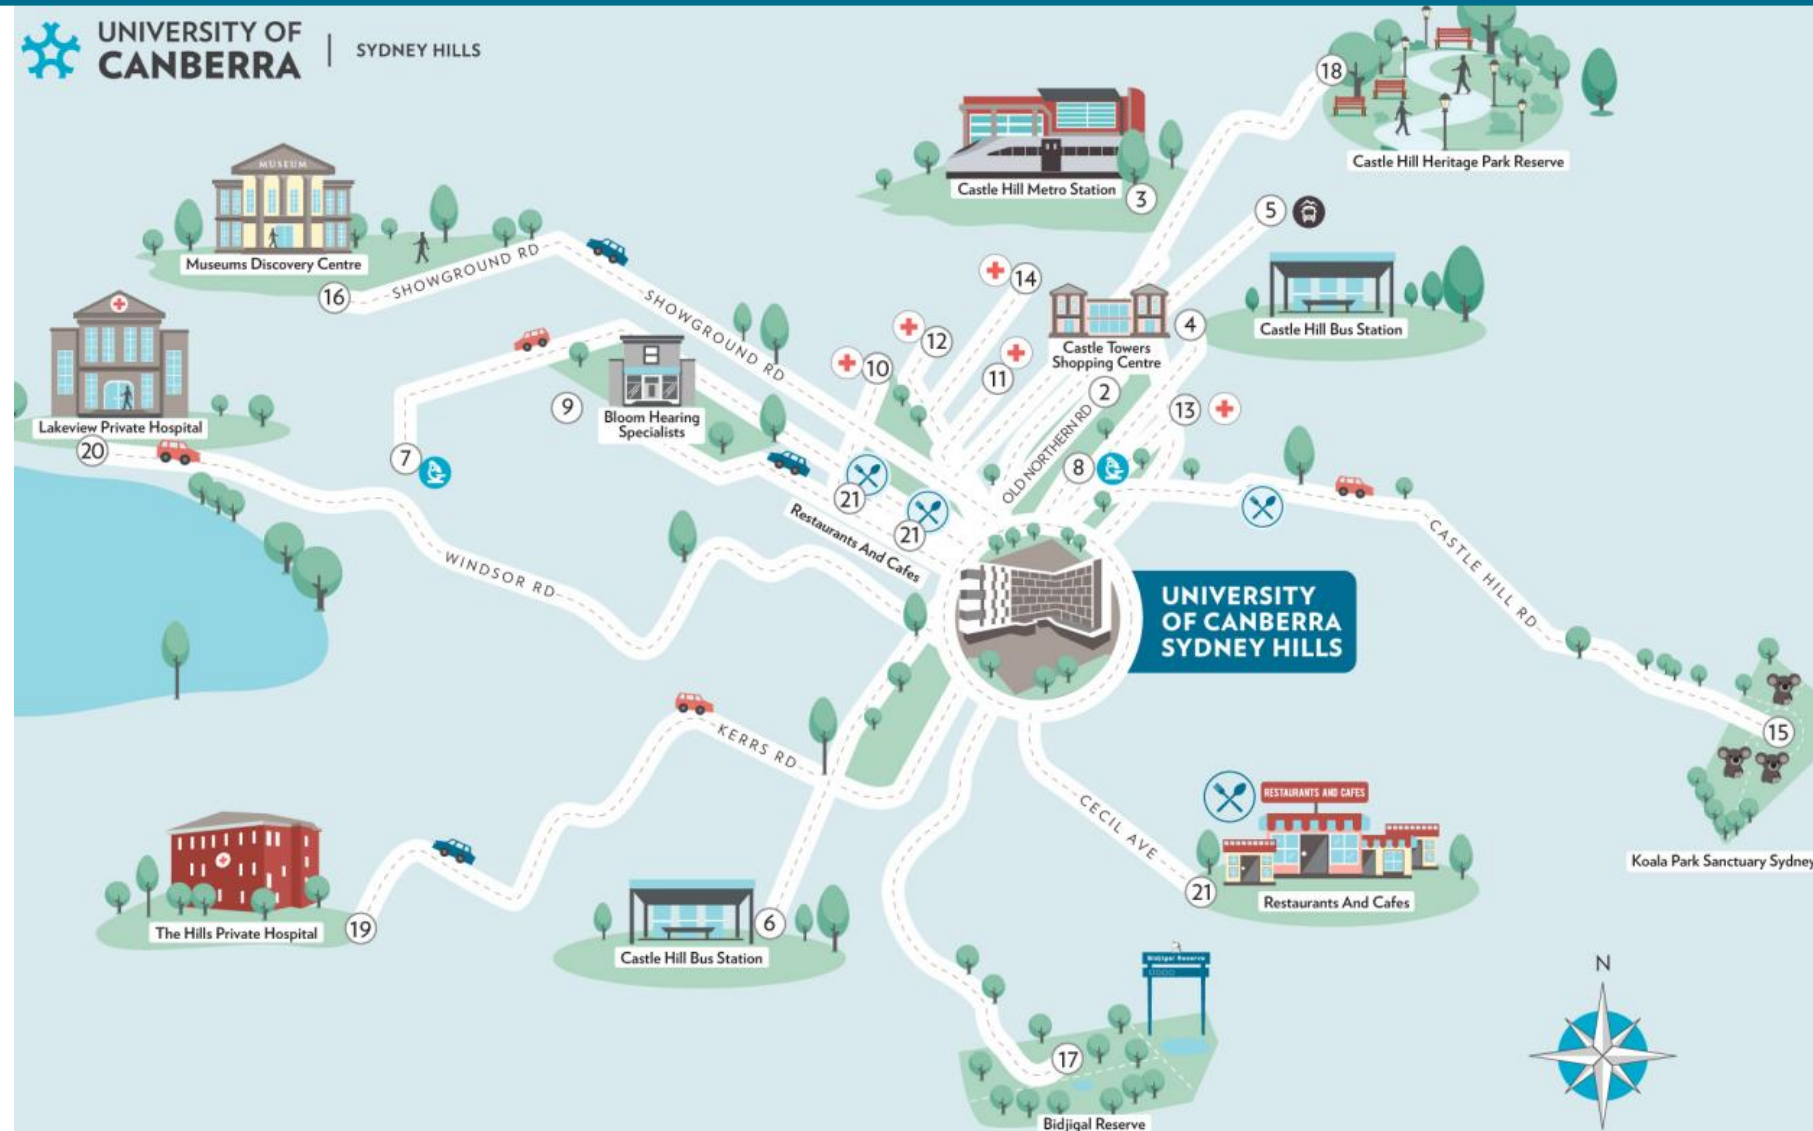 UNIVERSITY OF
CANBERRA
SYDNEY HILLS
18
Castle Hill Heritage Park Reserve
Castle Hill Metro Station
3
5
MUSEUM
Museums Discovery Centre
16
SHOWGROUND RD
SHOWGROUND RD
14
4
Castle Hill Bus Station
12
Castle Towers
Shopping Centre
10
11
2
13
Lakeview Private Hospital
20
9
Bloom Hearing
Specialists
7
OLD NORTHERN RD
8
21
21
Restaurants And Cafes
WINDSOR RD
CASTLE HILL RD
UNIVERSITY
OF CANBERRA
SYDNEY HILLS
KERRS RD
15
CECIL AVE
RESTAURANTS AND CAFES
21
Restaurants And Cafes
Koala Park Sanctuary Sydney
The Hills Private Hospital
19
6
Castle Hill Bus Station
Bidjigal Reserve
17
Bidjigal Reserve
N